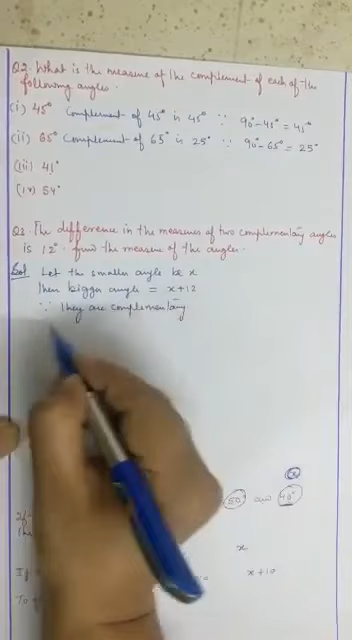 Q2. What is the measure of the complement of each of the
following angles.
(i) 45° Complement of 45° is 45° ∵ 90°-45° = 45°
(ii) 65° Complement of 65° is 25° ∵ 90°-65° = 25°
(iii) 41°
(iv) 54°
Q3. The difference in the measures of two complementary angles
is 12°. find the measure of the angles.
Sol Let the smaller angle be x
Then bigger angle = x+12
∵ They are complementary
x
50° and 40°
x
If
= x+10
To